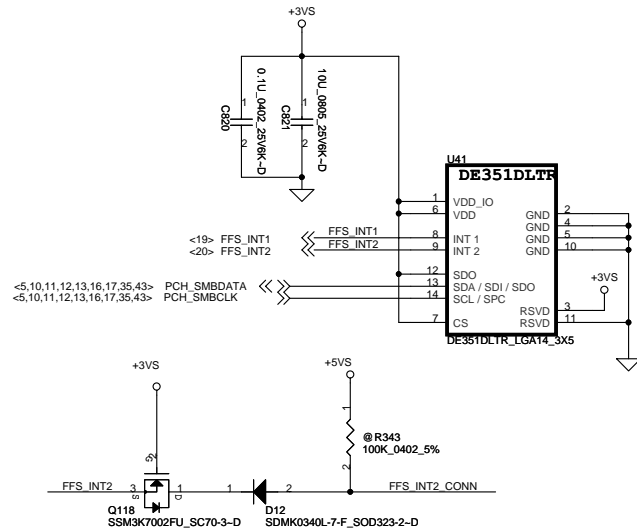 +3VS
0.1U_0402_25V6K~D
C820
1
2
10U_0805_25V6K~D
C821
1
2
U41
DE351DLTR
1 VDD_IO
6 VDD
GND 2
GND 4
GND 5
GND 10
<19> FFS_INT1 FFS_INT1 8 INT 1
<20> FFS_INT2 FFS_INT2 9 INT 2
12 SDO
<5,10,11,12,13,16,17,35,43> PCH_SMBDATA 13 SDA / SDI / SDO
<5,10,11,12,13,16,17,35,43> PCH_SMBCLK 14 SCL / SPC
+3VS
RSVD 3
7 CS
RSVD 11
DE351DLTR_LGA14_3X5
+3VS
+5VS
1
@R343
100K_0402_5%
2
2
G
FFS_INT2 3 S D 1 1 2 FFS_INT2_CONN
Q118
SSM3K7002FU_SC70-3~D
D12
SDMK0340L-7-F_SOD323-2~D